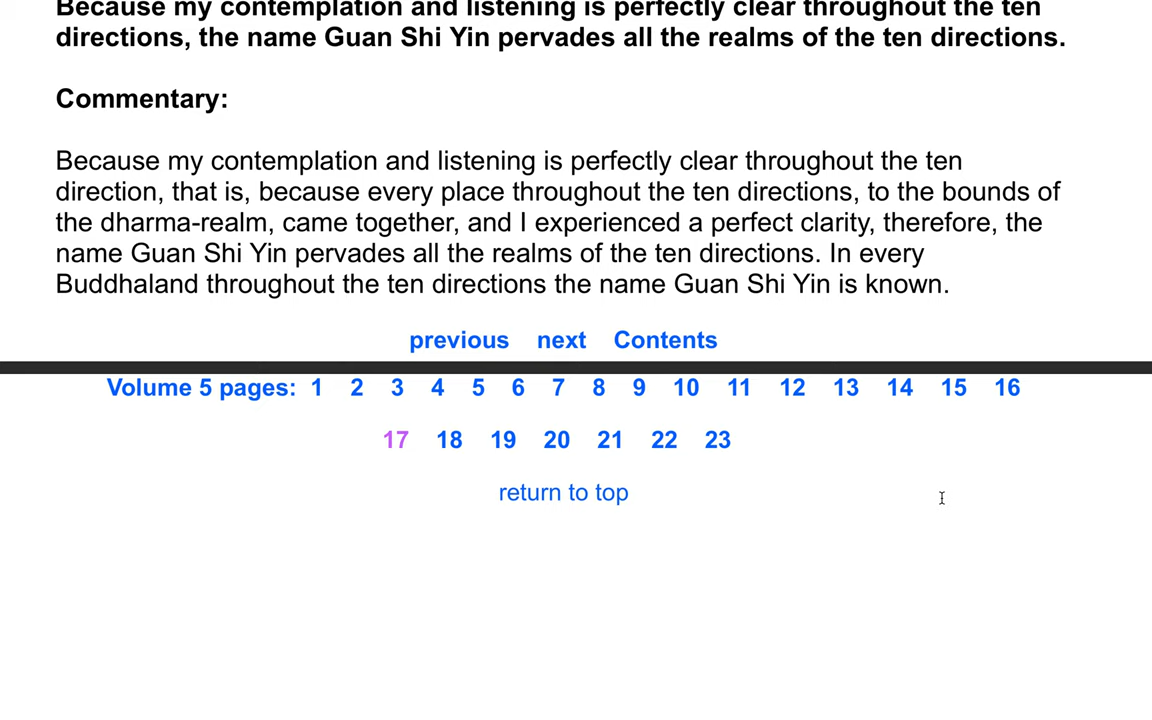 Because my contemplation and listening is perfectly clear throughout the ten
directions, the name Guan Shi Yin pervades all the realms of the ten directions.
Commentary:
Because my contemplation and listening is perfectly clear throughout the ten
direction, that is, because every place throughout the ten directions, to the bounds of
the dharma-realm, came together, and I experienced a perfect clarity, therefore, the
name Guan Shi Yin pervades all the realms of the ten directions. In every
Buddhaland throughout the ten directions the name Guan Shi Yin is known.
previous next Contents
Volume 5 pages: 1 2 3 4 5 6 7 8 9 10 11 12 13 14 15 16
17 18 19 20 21 22 23
return to top